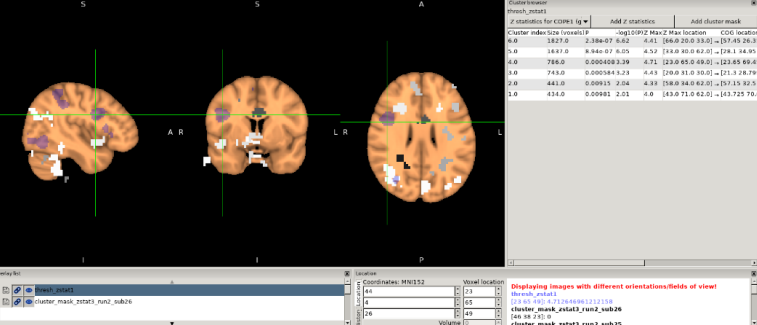 S
S
A
A
R
L
R
L
I
I
P
Cluster browser
thresh_zstat1
Z statistics for COPE1 (g
Add Z statistics
Add cluster mask
Cluster index Size (voxels) P -log10(P) Z Max Z Max location COG location
6.0 1827.0 2.38e-07 6.62 4.41 [66.0 20.0 33.0] [57.45 26.3
5.0 1637.0 8.94e-07 6.05 4.52 [33.0 30.0 62.0] [28.1 34.95
4.0 786.0 0.000408 3.39 4.71 [23.0 65.0 49.0] [23.65 69.4
3.0 743.0 0.000584 3.23 4.43 [20.0 31.0 30.0] [21.3 28.79
2.0 441.0 0.00915 2.04 4.33 [58.0 34.0 62.0] [57.15 32.5
1.0 434.0 0.00981 2.01 4.0 [43.0 71.0 62.0] [43.725 70.
erlay list
thresh_zstat1
cluster_mask_zstat3_run2_sub26
Location
Coordinates: MNI152
Voxel location
44
23
4
65
26
49
Volume
Displaying images with different orientations/fields of view!
thresh_zstat1
[23 65 49]: 4.712646961212158
cluster_mask_zstat3_run2_sub26
[46 38 23]: 0
cluster_mask_zstat3_run2_sub25